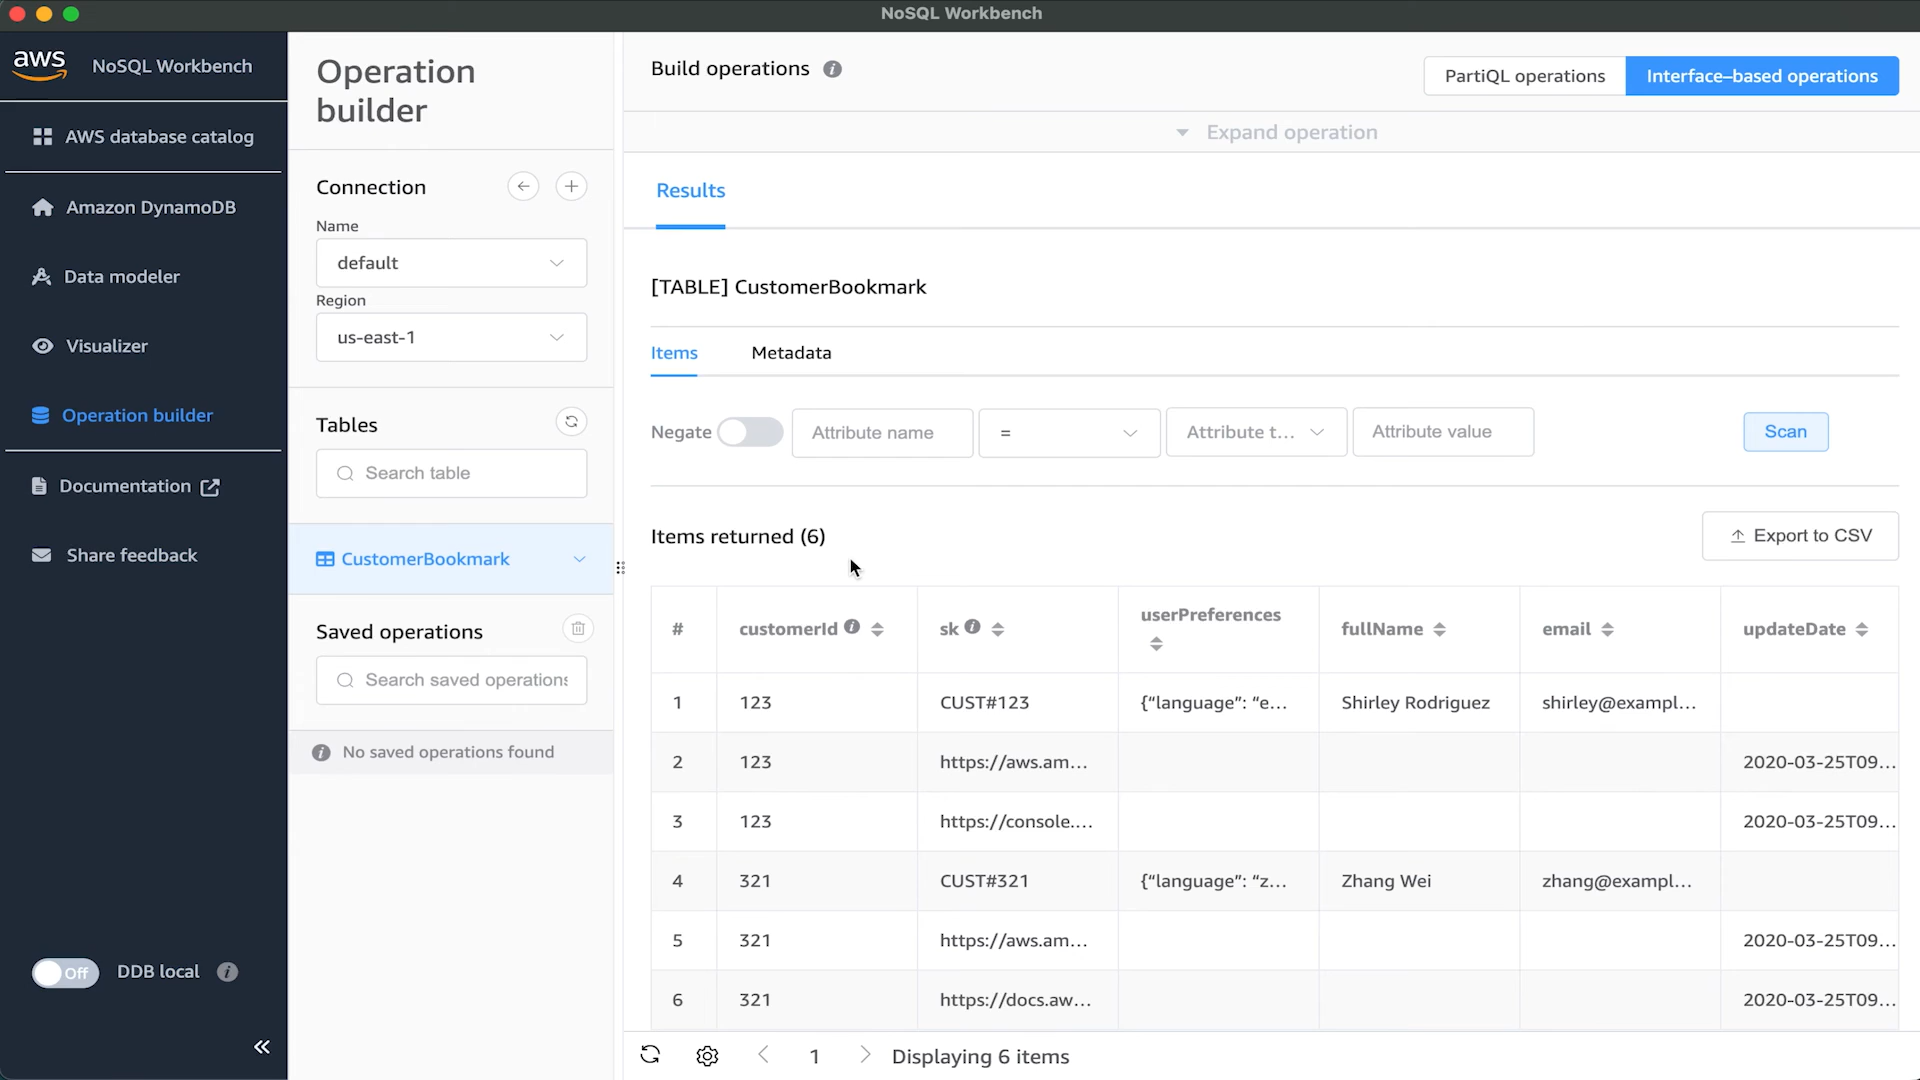 NoSQL Workbench
aws NoSQL Workbench
AWS database catalog
Amazon DynamoDB
Data modeler
Visualizer
Operation builder
Documentation
Share feedback
Off DDB local
Operation
builder
Connection
Name
default
Region
us-east-1
Tables
Search table
CustomerBookmark
Saved operations
Search saved operations
No saved operations found
Build operations
PartiQL operations Interface-based operations
Expand operation
Results
[TABLE] CustomerBookmark
Items Metadata
Negate Attribute name = Attribute t... Attribute value Scan
Items returned (6) Export to CSV
# customerId sk userPreferences fullName email updateDate
1 123 CUST#123 {"language": "e... Shirley Rodriguez shirley@exampl...
2 123 https://aws.am... 2020-03-25T09...
3 123 https://console.... 2020-03-25T09...
4 321 CUST#321 {"language": "z... Zhang Wei zhang@exampl...
5 321 https://aws.am... 2020-03-25T09...
6 321 https://docs.aw... 2020-03-25T09...
1 Displaying 6 items